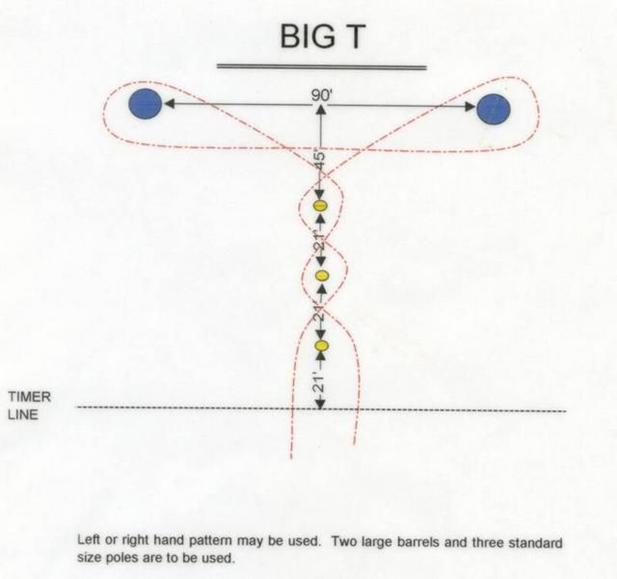 BIG T
90'
45'
21'
21'
21'
TIMER
LINE
Left or right hand pattern may be used. Two large barrels and three standard
size poles are to be used.